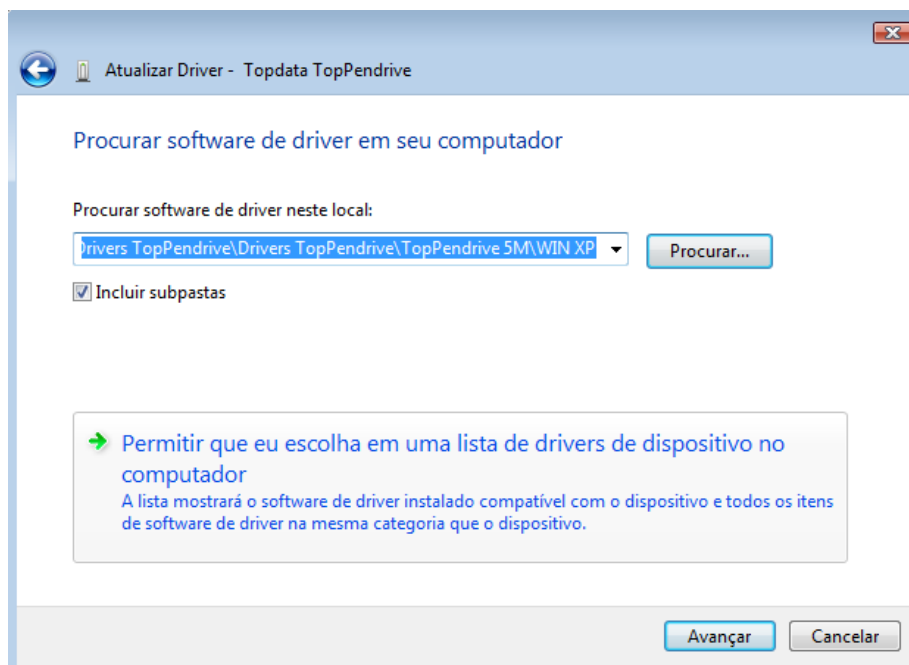 Atualizar Driver - Topdata TopPendrive
Procurar software de driver em seu computador
Procurar software de driver neste local:
Drivers TopPendrive\Drivers TopPendrive\TopPendrive 5M\WIN XP
Procurar...
Incluir subpastas
Permitir que eu escolha em uma lista de drivers de dispositivo no
computador
A lista mostrará o software de driver instalado compatível com o dispositivo e todos os itens
de software de driver na mesma categoria que o dispositivo.
Avançar
Cancelar